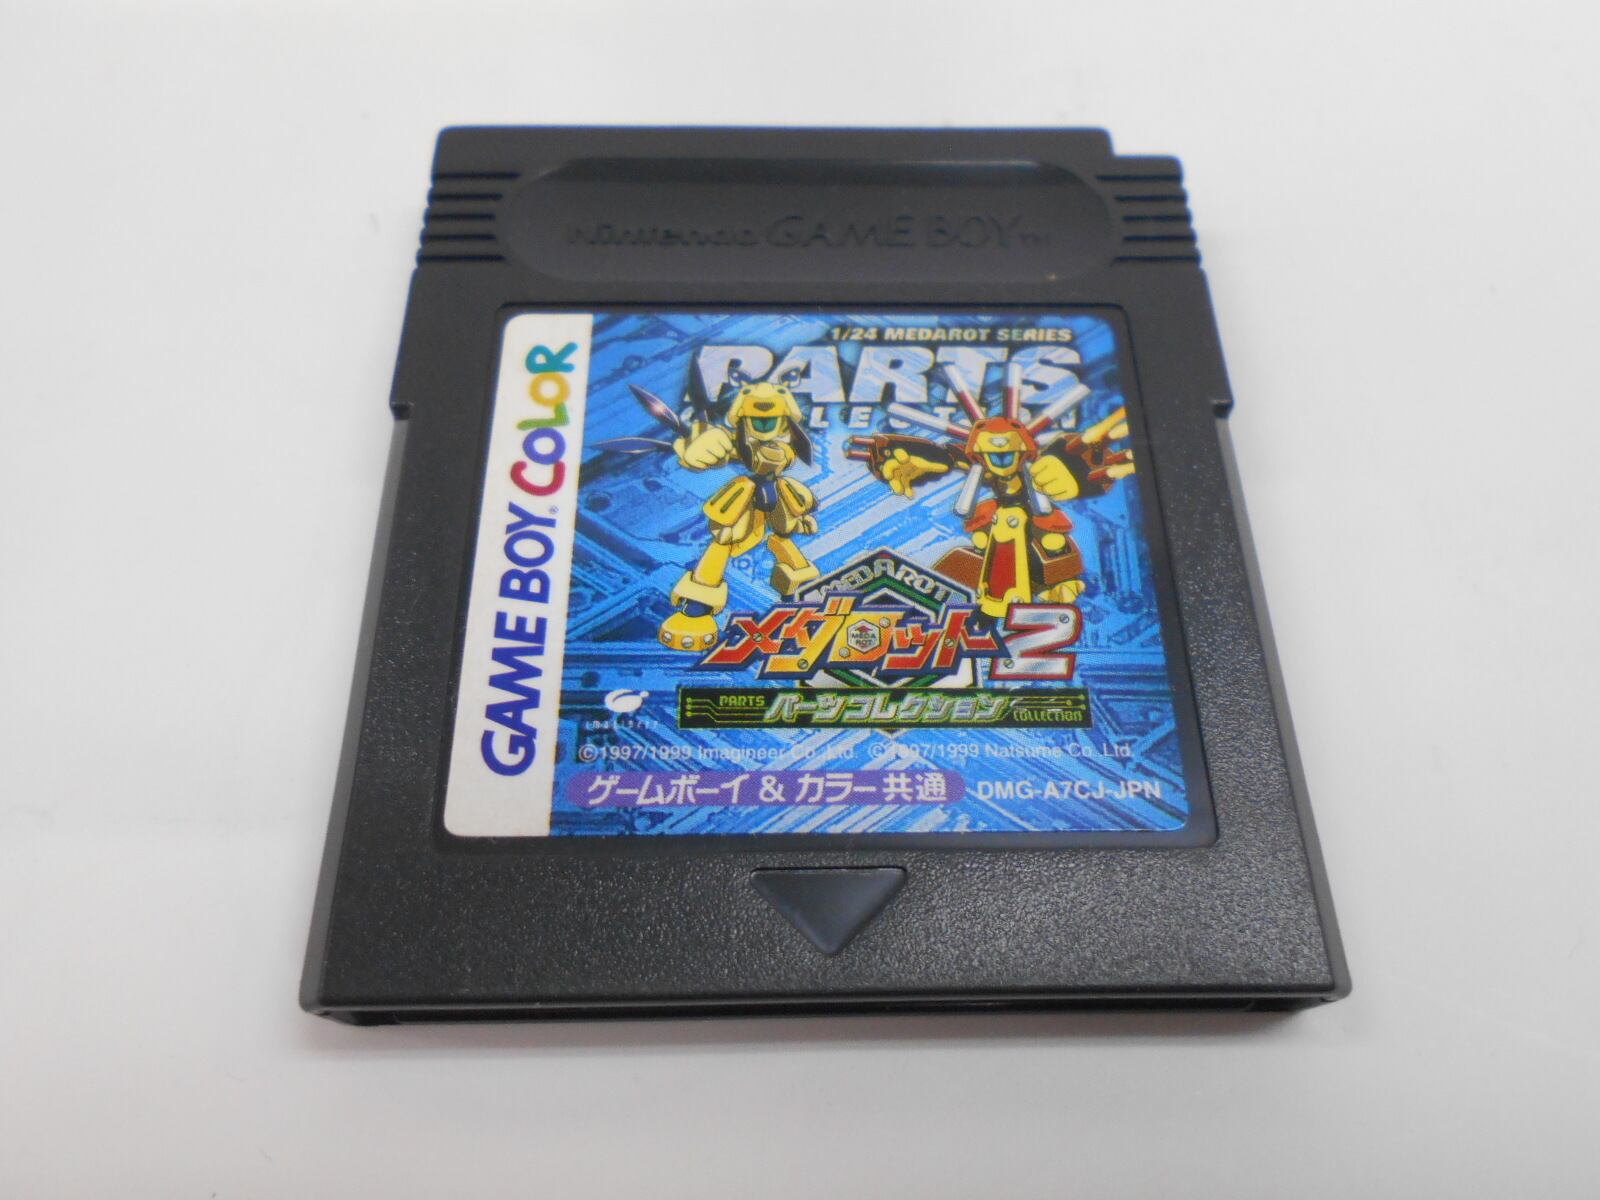 Nintendo GAME BOY™
GAME BOY® COLOR
1/24 MEDAROT SERIES
PARTS
COLLECTION
MEDAROT
メダロット2
MEDA
ROT
PARTS パーツコレクション COLLECTION
imagineer
©1997/1999 Imagineer Co.,Ltd. ©1997/1999 Natsume Co.,Ltd.
ゲームボーイ & カラー共通 DMG-A7CJ-JPN